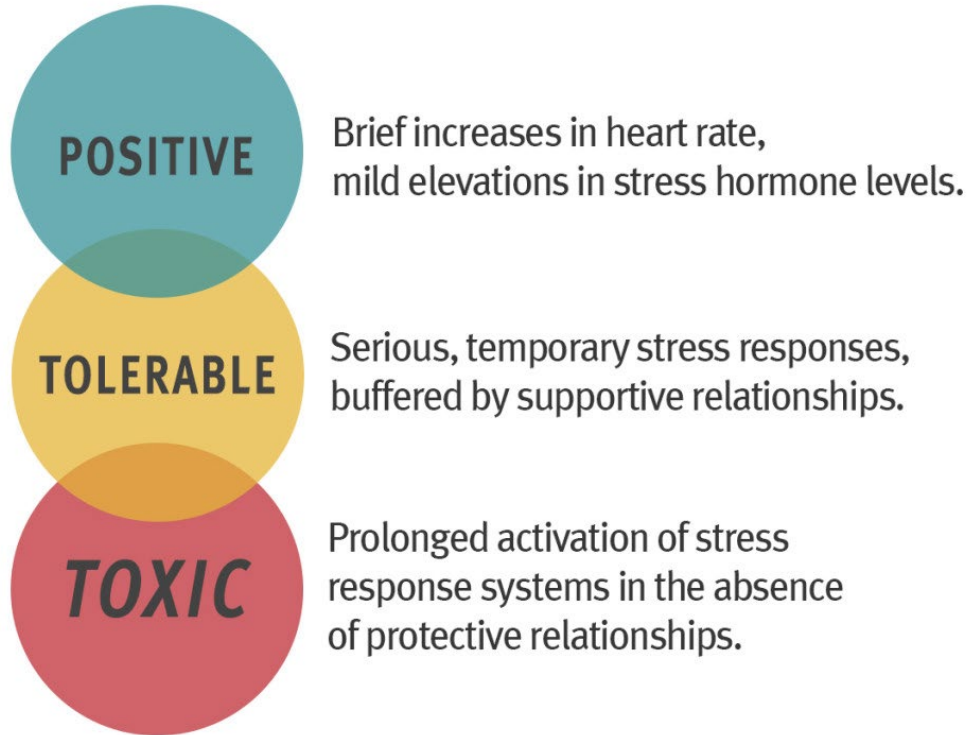 POSITIVE
Brief increases in heart rate,
mild elevations in stress hormone levels.
TOLERABLE
Serious, temporary stress responses,
buffered by supportive relationships.
TOXIC
Prolonged activation of stress
response systems in the absence
of protective relationships.